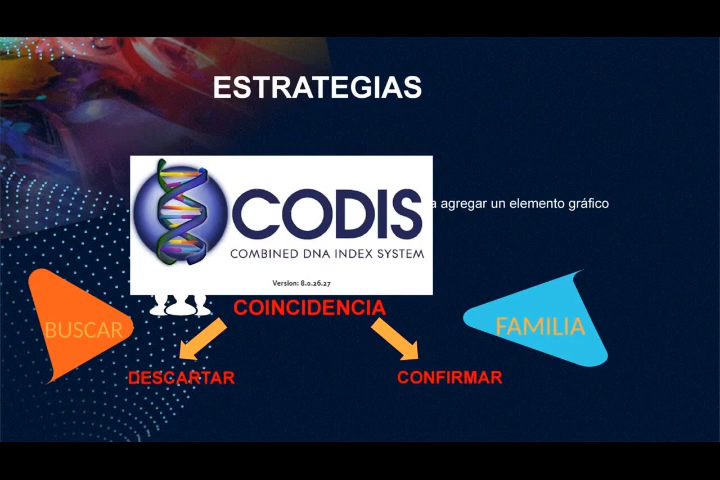 ESTRATEGIAS
CODIS
COMBINED DNA INDEX SYSTEM
a agregar un elemento gráfico
Version: 8.0.26.27
COINCIDENCIA
BUSCAR
FAMILIA
DESCARTAR
CONFIRMAR